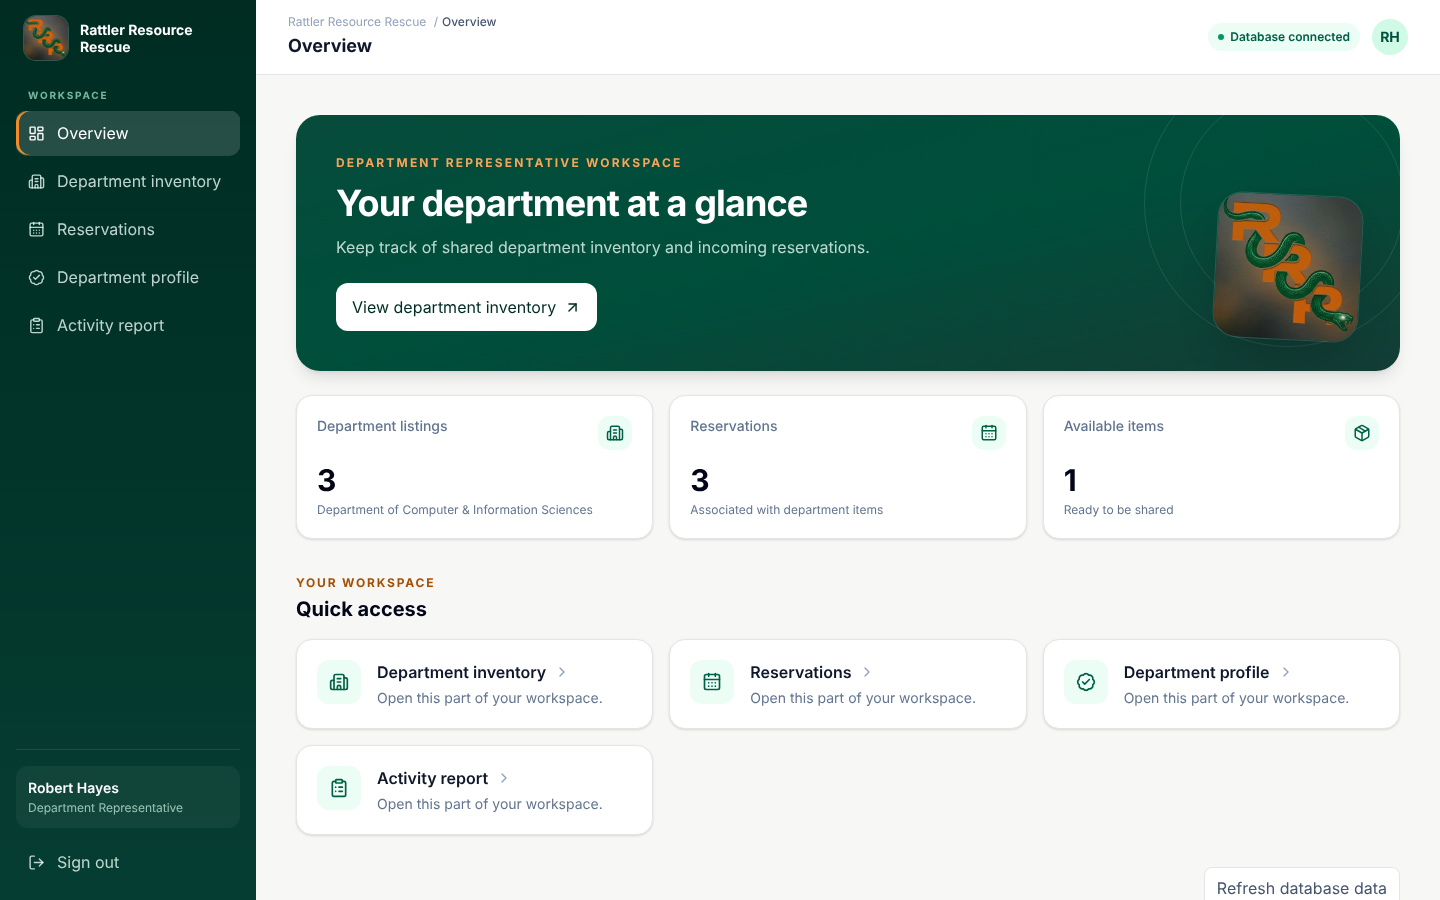 Rattler Resource
Rescue
WORKSPACE
Overview
Department inventory
Reservations
Department profile
Activity report
Robert Hayes
Department Representative
Sign out
Rattler Resource Rescue / Overview
Overview
Database connected
RH
DEPARTMENT REPRESENTATIVE WORKSPACE
Your department at a glance
Keep track of shared department inventory and incoming reservations.
View department inventory
RRR
Department listings
3
Department of Computer & Information Sciences
Reservations
3
Associated with department items
Available items
1
Ready to be shared
YOUR WORKSPACE
Quick access
Department inventory
Open this part of your workspace.
Reservations
Open this part of your workspace.
Department profile
Open this part of your workspace.
Activity report
Open this part of your workspace.
Refresh database data